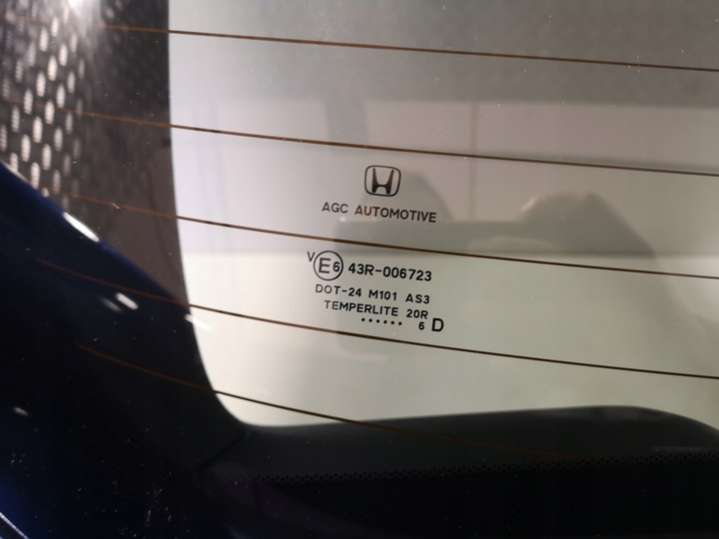 AGC AUTOMOTIVE
V E6 43R-006723
DOT-24 M101 AS3
TEMPERLITE 20R
...... 6 D